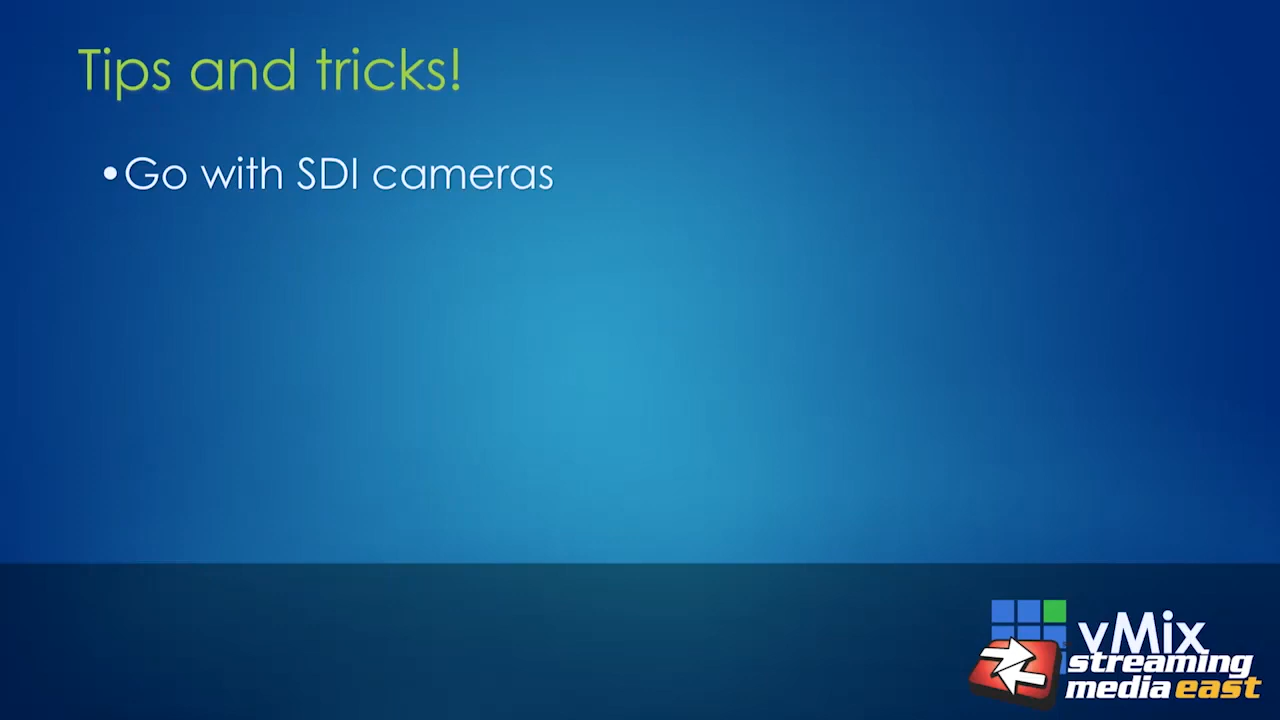 Tips and tricks!
•Go with SDI cameras
vMix
streaming
media east